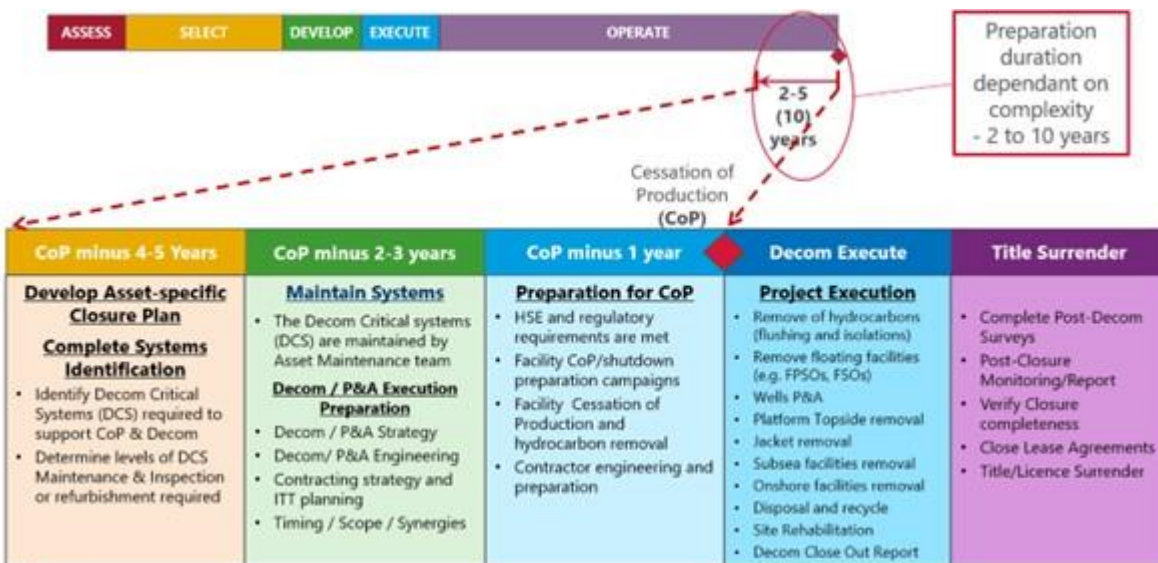 ASSESS
SELECT
DEVELOP
EXECUTE
OPERATE
Preparation
duration
dependant on
complexity
- 2 to 10 years
2-5
(10)
years
Cessation of
Production
(CoP)
CoP minus 4-5 Years
Develop Asset-specific
Closure Plan
Complete Systems
Identification
• Identify Decom Critical
Systems (DCS) required to
support CoP & Decom
• Determine levels of DCS
Maintenance & Inspection
or refurbishment required
CoP minus 2-3 years
Maintain Systems
• The Decom Critical systems
(DCS) are maintained by
Asset Maintenance team
Decom / P&A Execution
Preparation
• Decom / P&A Strategy
• Decom/ P&A Engineering
• Contracting strategy and
ITT planning
• Timing / Scope / Synergies
CoP minus 1 year
Preparation for CoP
• HSE and regulatory
requirements are met
• Facility CoP/shutdown
preparation campaigns
• Facility Cessation of
Production and
hydrocarbon removal
• Contractor engineering and
preparation
Decom Execute
Project Execution
• Remove of hydrocarbons
(flushing and isolations)
• Remove floating facilities
(e.g. FPSOs, FSOs)
• Wells P&A
• Platform Topside removal
• Jacket removal
• Subsea facilities removal
• Onshore facilities removal
• Disposal and recycle
• Site Rehabilitation
• Decom Close Out Report
Title Surrender
• Complete Post-Decom
Surveys
• Post-Closure
Monitoring/Report
• Verify Closure
completeness
• Close Lease Agreements
• Title/Licence Surrender